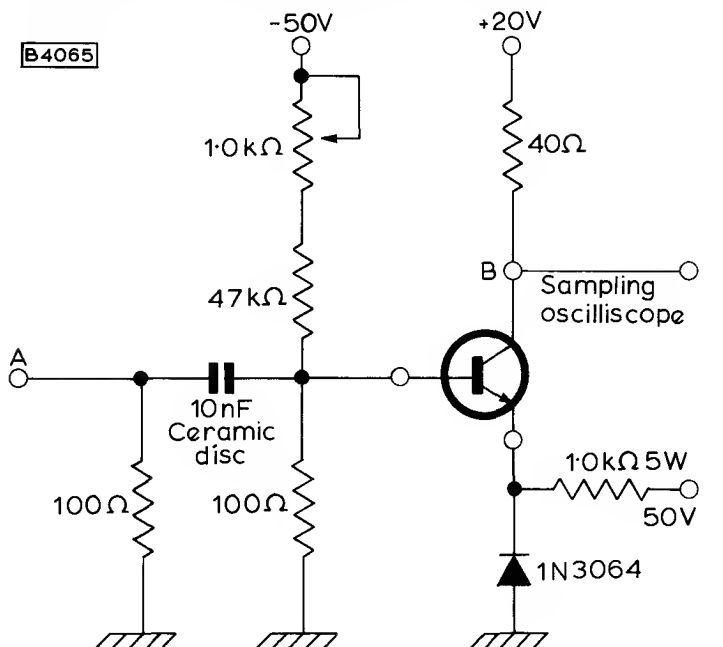 B4065
-50V
+20V
1·0kΩ
40Ω
47kΩ
B
Sampling
oscilliscope
A
10nF
Ceramic
disc
100Ω
100Ω
1·0kΩ 5W
50V
1N3064